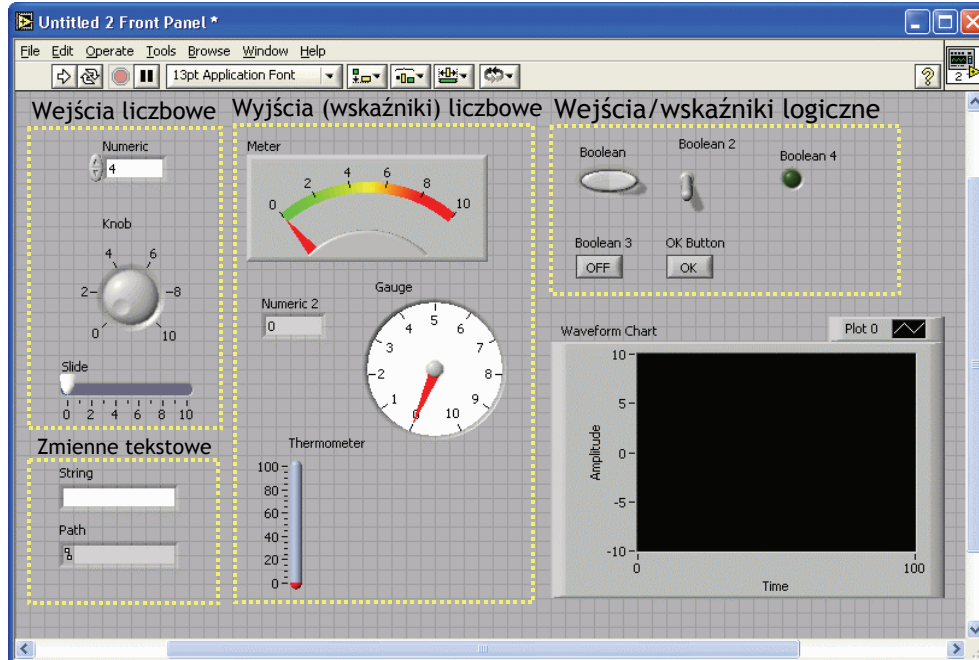 Untitled 2 Front Panel *
File Edit Operate Tools Browse Window Help
13pt Application Font
2
Wejścia liczbowe
Numeric
4
Knob
0 2 4 6 8 10
Slide
0 2 4 6 8 10
Zmienne tekstowe
String
Path
Wyjścia (wskaźniki) liczbowe
Meter
0 2 4 6 8 10
Numeric 2
0
Gauge
0 1 2 3 4 5 6 7 8 9 10
Thermometer
100
80
60
40
20
0
Wejścia/wskaźniki logiczne
Boolean
Boolean 2
Boolean 4
Boolean 3
OFF
OK Button
OK
Waveform Chart
Plot 0
Amplitude
10
5
0
-5
-10
0 100
Time